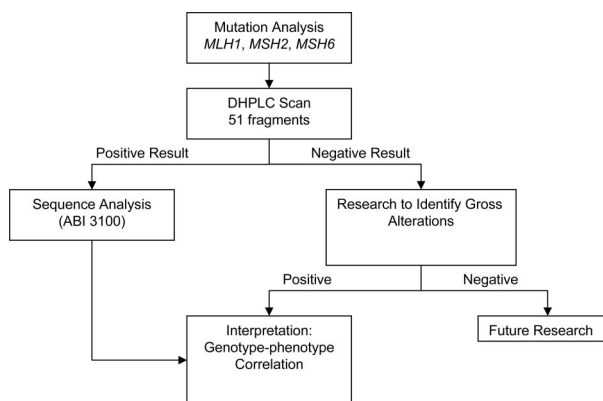 Mutation Analysis
MLH1, MSH2, MSH6
DHPLC Scan
51 fragments
Positive Result
Negative Result
Sequence Analysis
(ABI 3100)
Research to Identify Gross
Alterations
Positive
Negative
Interpretation:
Genotype-phenotype
Correlation
Future Research